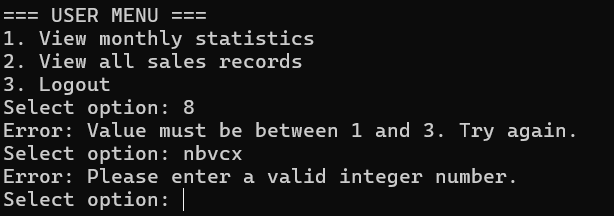 === USER MENU ===
1. View monthly statistics
2. View all sales records
3. Logout
Select option: 8
Error: Value must be between 1 and 3. Try again.
Select option: nbvcx
Error: Please enter a valid integer number.
Select option: